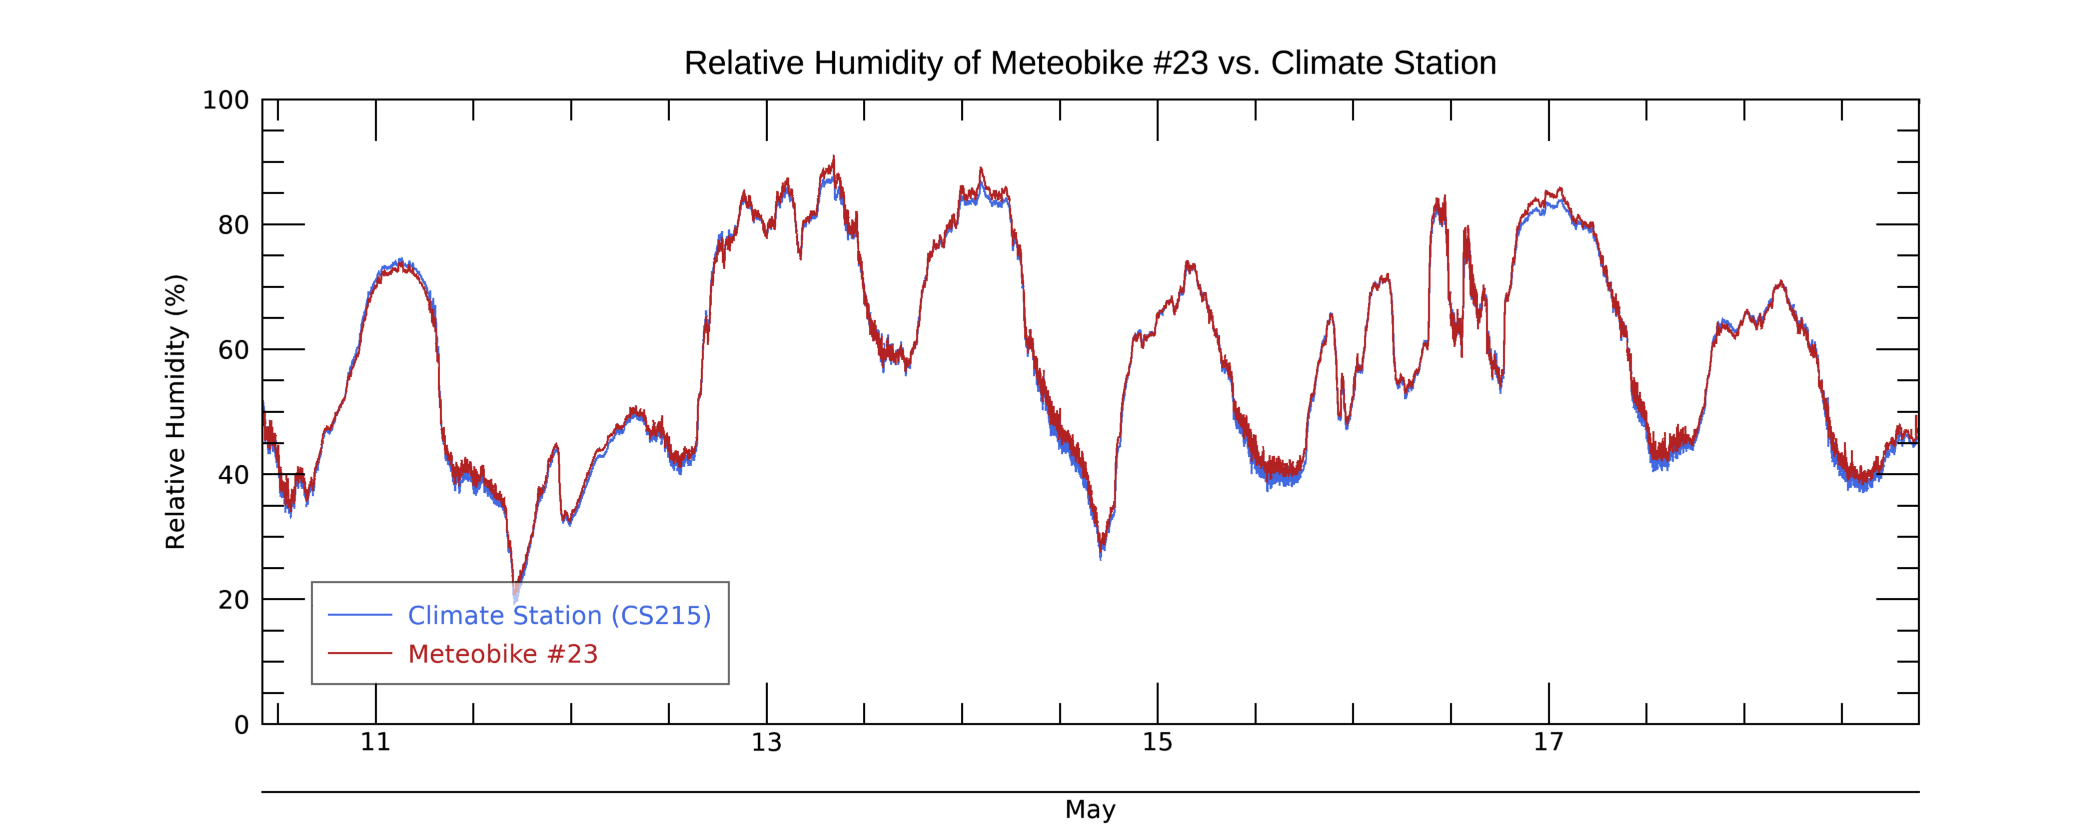 Relative Humidity of Meteobike #23 vs. Climate Station
Relative Humidity (%)
100
80
60
40
20
0
Climate Station (CS215)
Meteobike #23
11
13
15
17
May